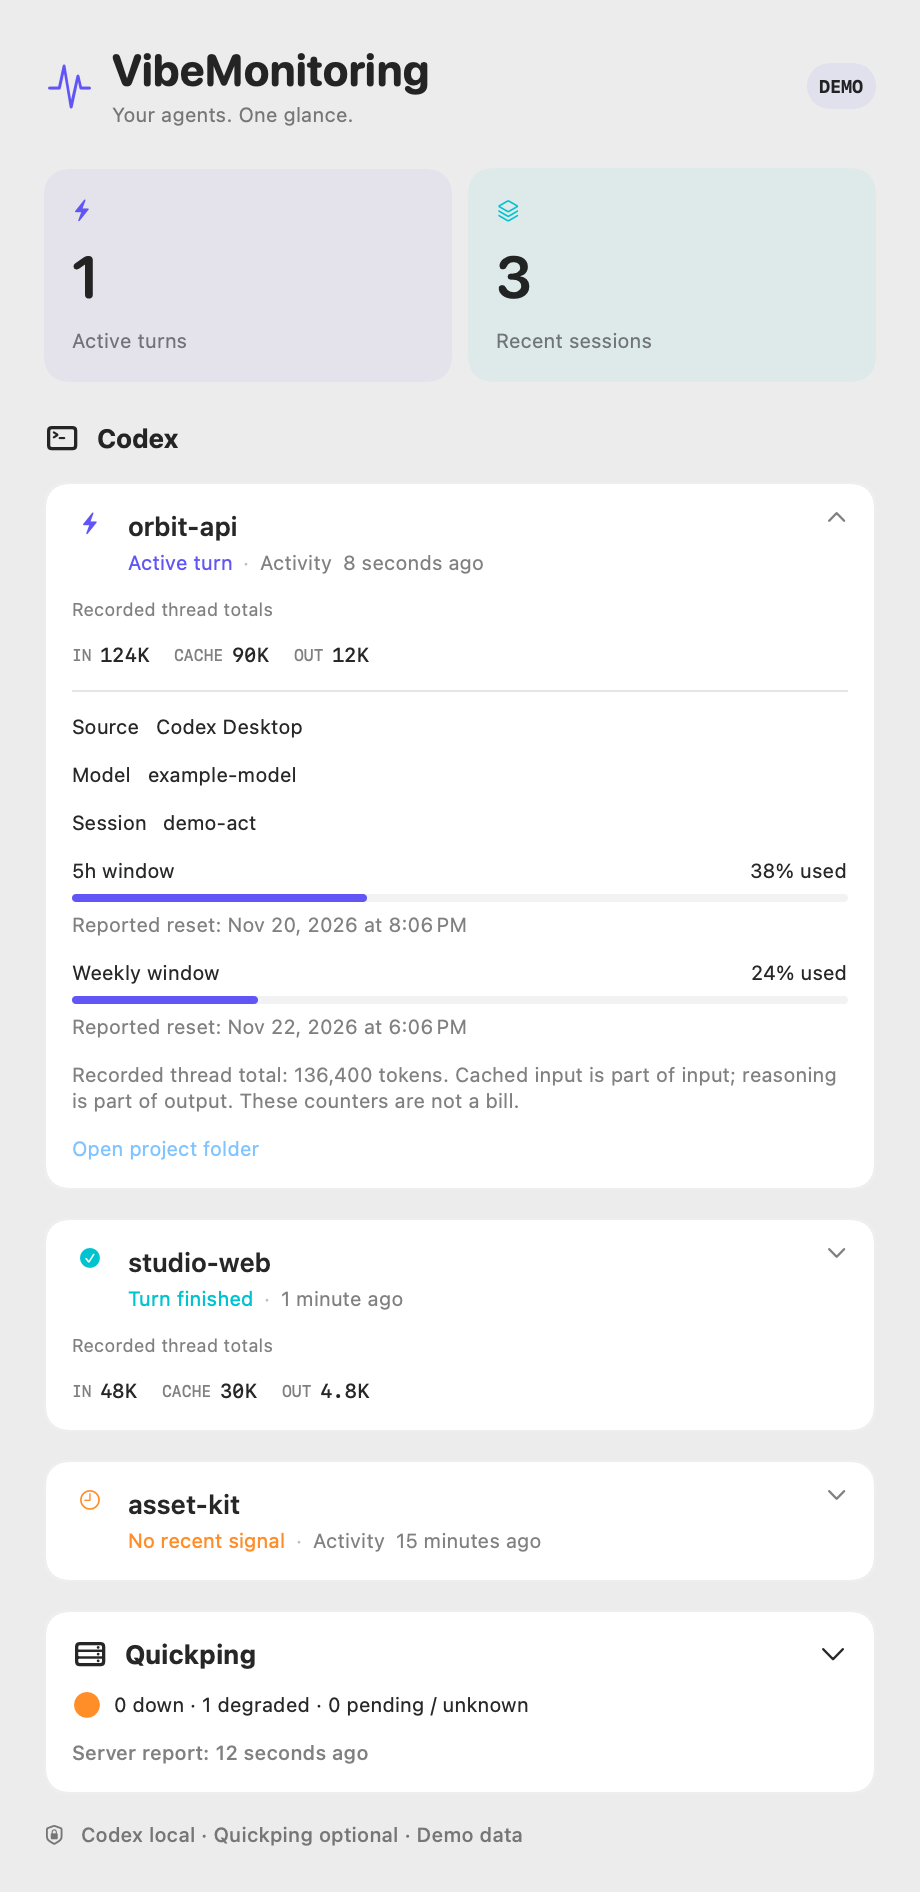 VibeMonitoring
Your agents. One glance.
DEMO
1
Active turns
3
Recent sessions
Codex
orbit-api
Active turn · Activity 8 seconds ago
Recorded thread totals
IN 124K CACHE 90K OUT 12K
Source Codex Desktop
Model example-model
Session demo-act
5h window 38% used
Reported reset: Nov 20, 2026 at 8:06 PM
Weekly window 24% used
Reported reset: Nov 22, 2026 at 6:06 PM
Recorded thread total: 136,400 tokens. Cached input is part of input; reasoning
is part of output. These counters are not a bill.
Open project folder
studio-web
Turn finished · 1 minute ago
Recorded thread totals
IN 48K CACHE 30K OUT 4.8K
asset-kit
No recent signal · Activity 15 minutes ago
Quickping
0 down · 1 degraded · 0 pending / unknown
Server report: 12 seconds ago
Codex local · Quickping optional · Demo data